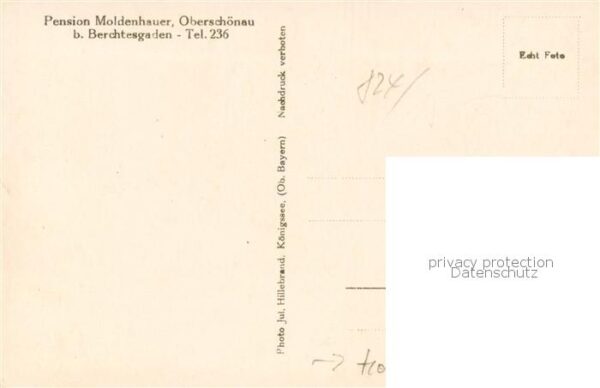 Pension Moldenhauer, Oberschönau
b. Berchtesgaden - Tel. 236
Photo Jul. Hillebrand, Königssee, (Ob. Bayern) Nachdruck verboten
824/
Echt Foto
privacy protection
Datenschutz